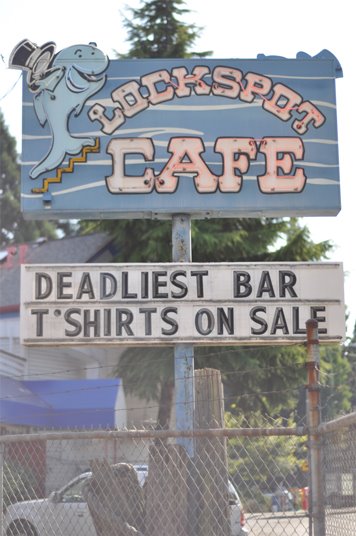 LOCKSPOT
CAFE
DEADLIEST BAR
T'SHIRTS ON SALE